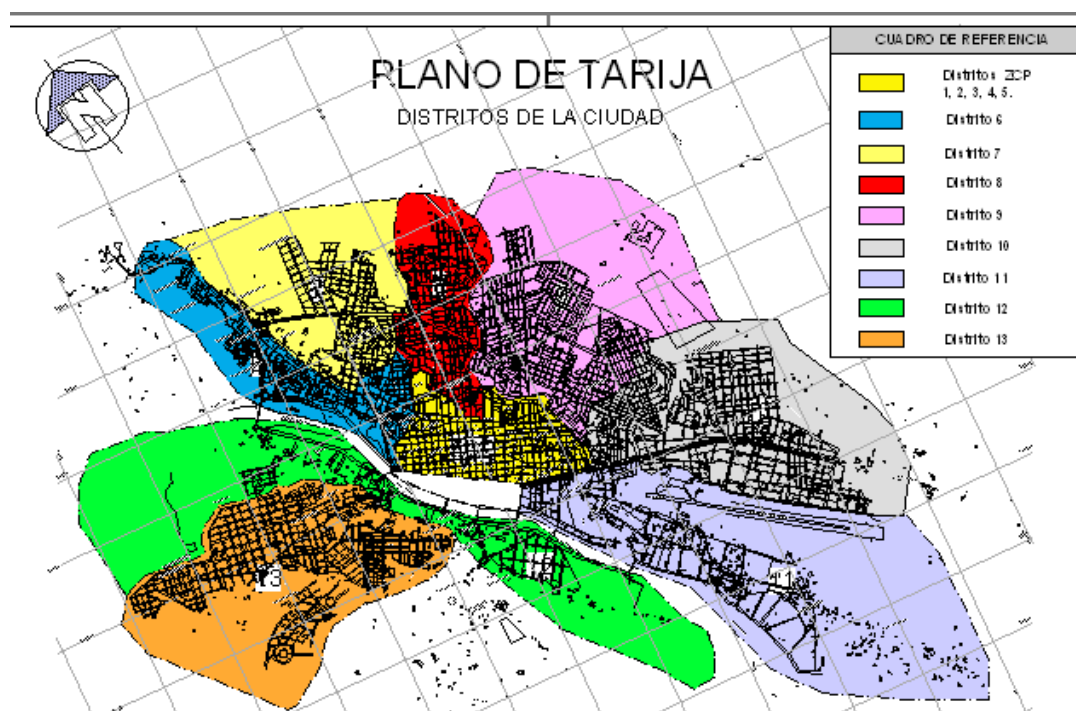 PLANO DE TARIJA
DISTRITOS DE LA CIUDAD
CUADRO DE REFERENCIA
Distritos ZCP
1, 2, 3, 4, 5.
Distrito 6
Distrito 7
Distrito 8
Distrito 9
Distrito 10
Distrito 11
Distrito 12
Distrito 13
N
13
11